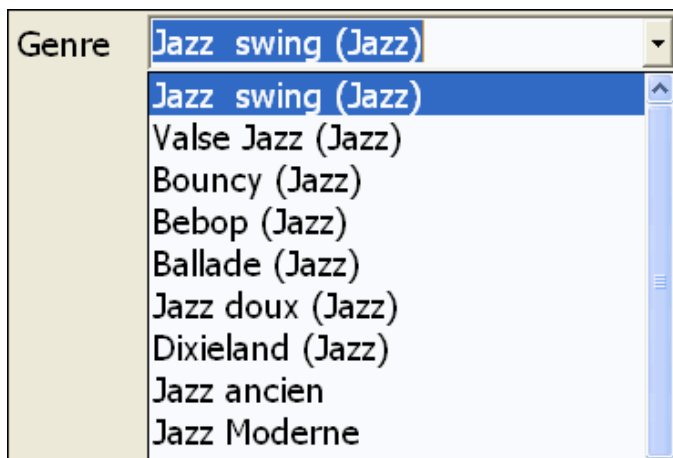 Genre Jazz  swing (Jazz)
Jazz  swing (Jazz)
Valse Jazz (Jazz)
Bouncy (Jazz)
Bebop (Jazz)
Ballade (Jazz)
Jazz doux (Jazz)
Dixieland (Jazz)
Jazz ancien
Jazz Moderne